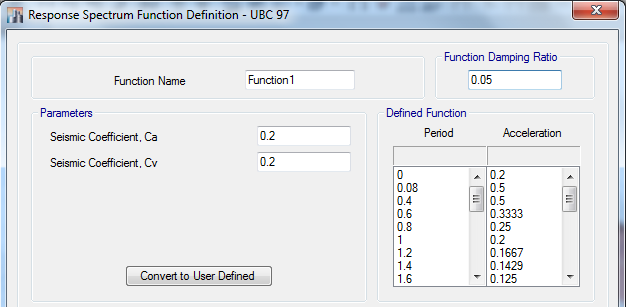 Response Spectrum Function Definition - UBC 97
Function Damping Ratio
Function Name Function1 0.05
Parameters Defined Function
Seismic Coefficient, Ca 0.2 Period Acceleration
Seismic Coefficient, Cv 0.2
0 0.2
0.08 0.5
0.4 0.5
0.6 0.3333
0.8 0.25
1 0.2
1.2 0.1667
1.4 0.1429
1.6 0.125
Convert to User Defined